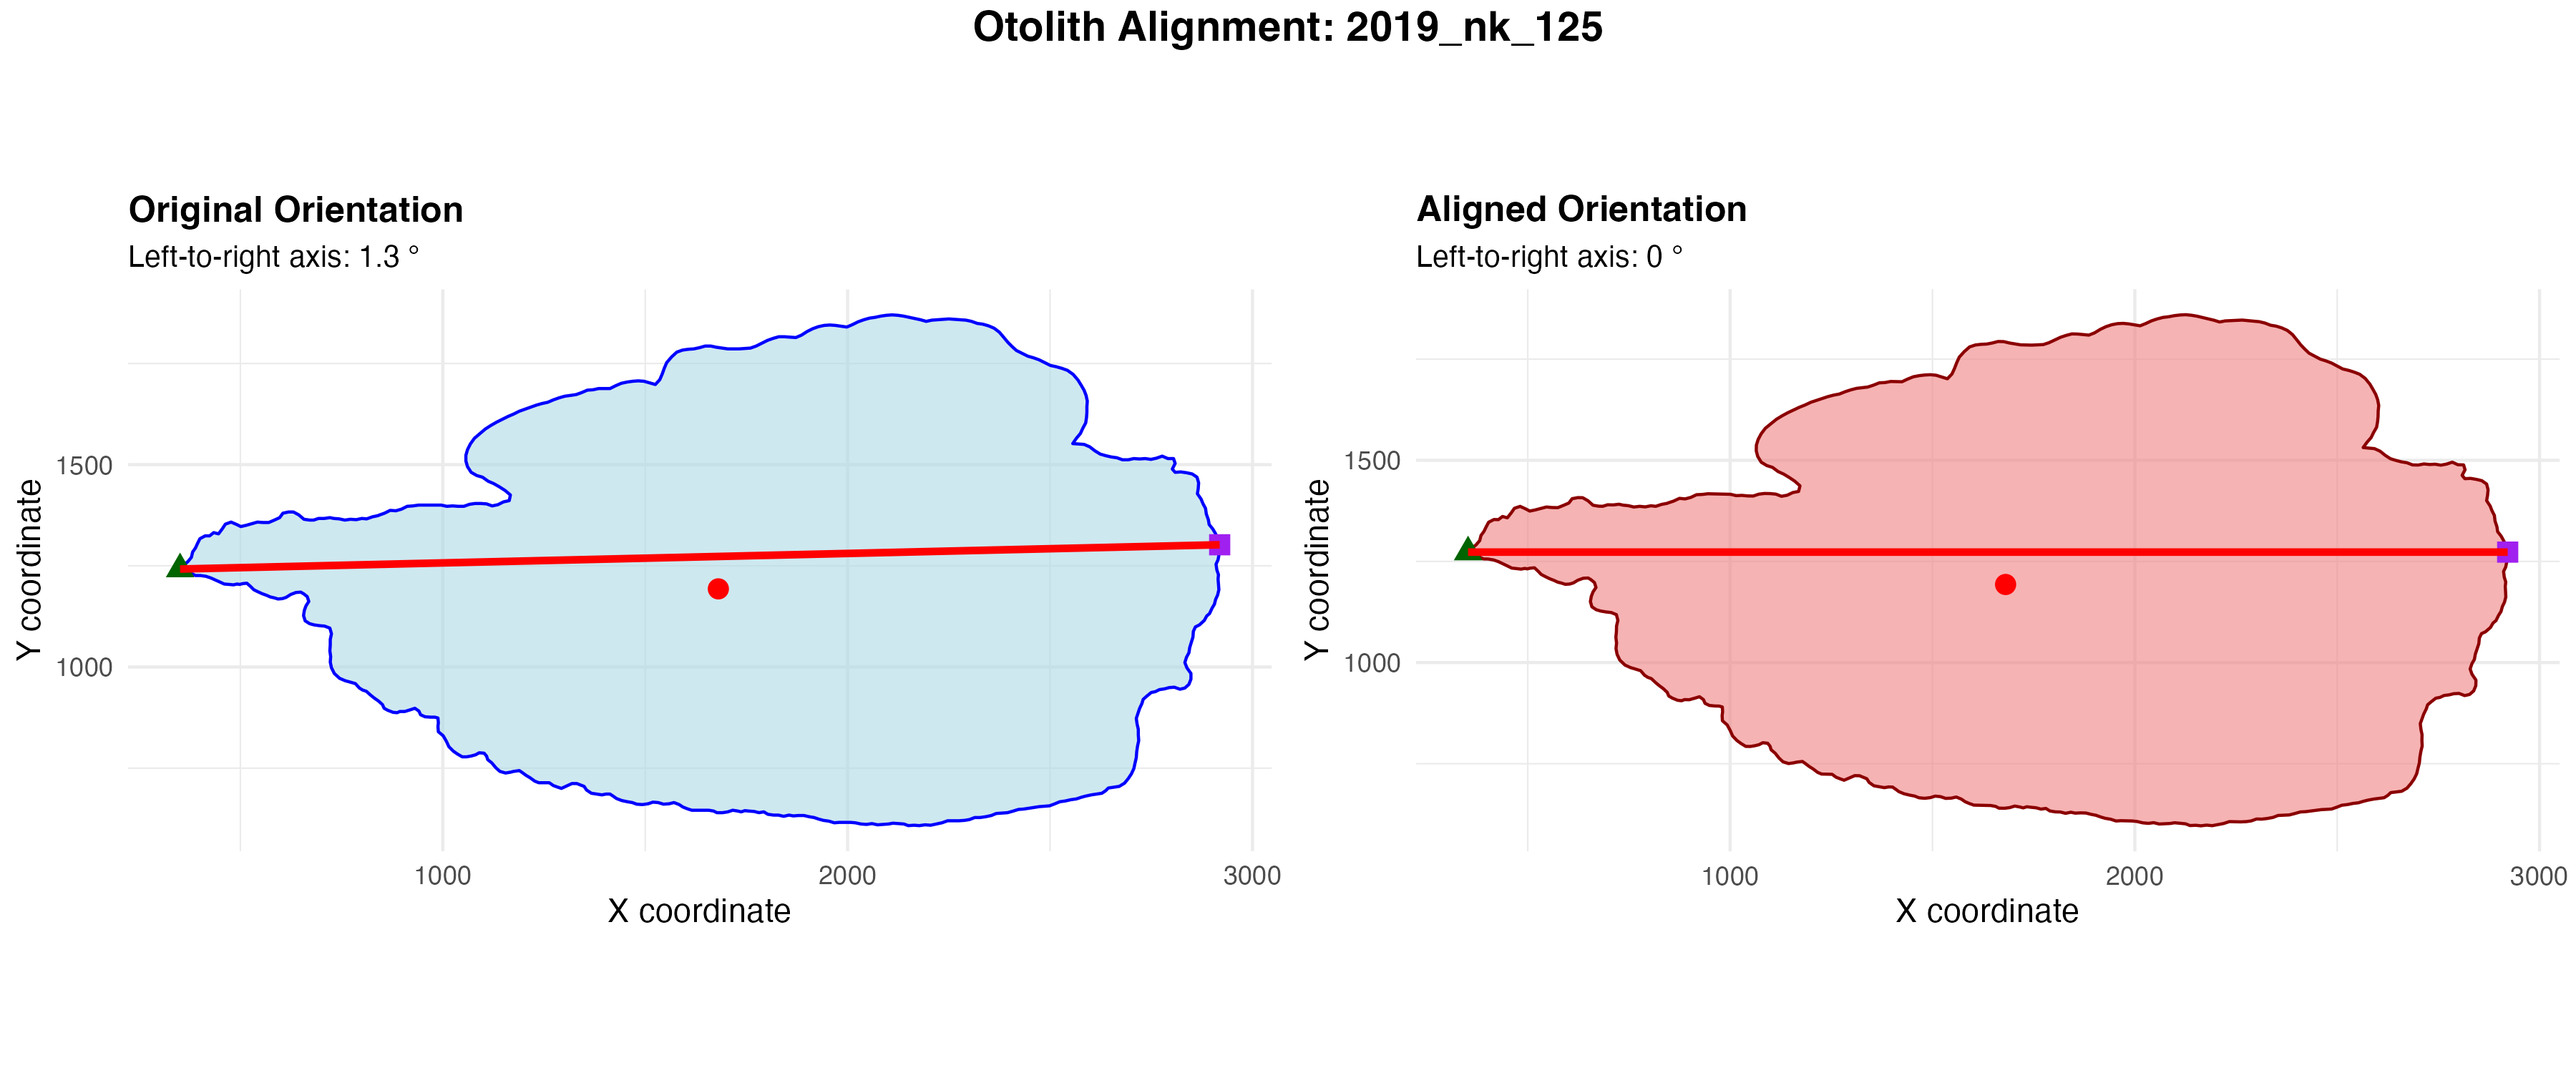 Otolith Alignment: 2019_nk_125
Original Orientation
Left-to-right axis: 1.3 °
Y coordinate
1500
1000
1000
2000
3000
X coordinate
Aligned Orientation
Left-to-right axis: 0 °
Y coordinate
1500
1000
1000
2000
3000
X coordinate